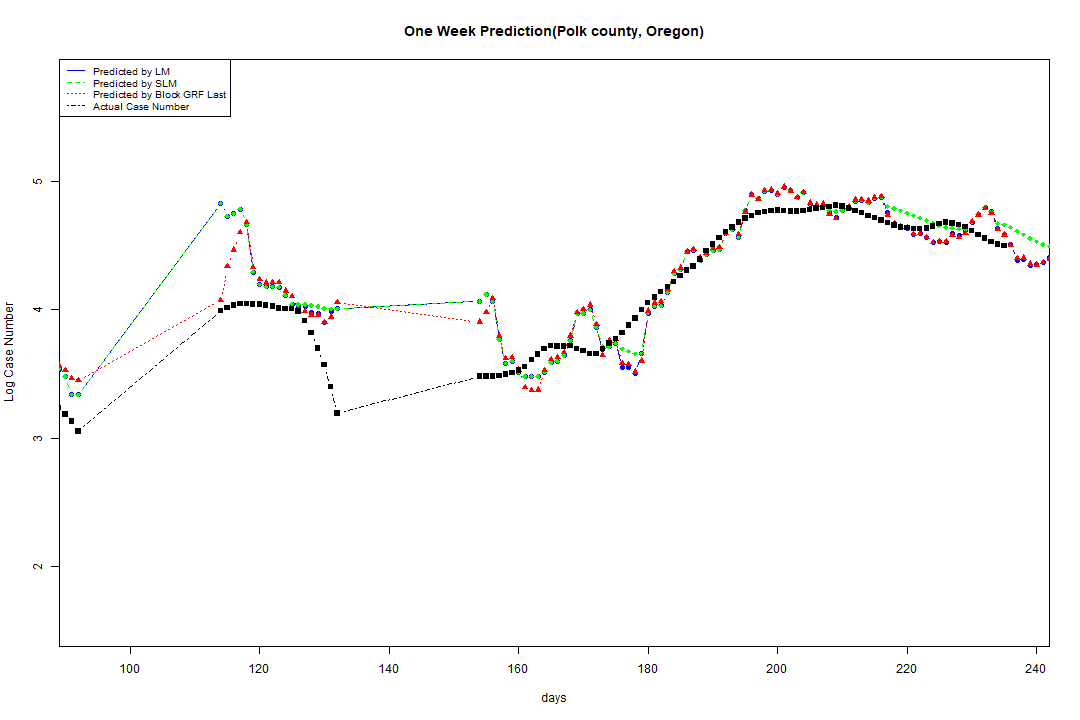 One Week Prediction(Polk county, Oregon)
Predicted by LM
Predicted by SLM
Predicted by Block GRF Last
Actual Case Number
Log Case Number
5
4
3
2
100 120 140 160 180 200 220 240
days